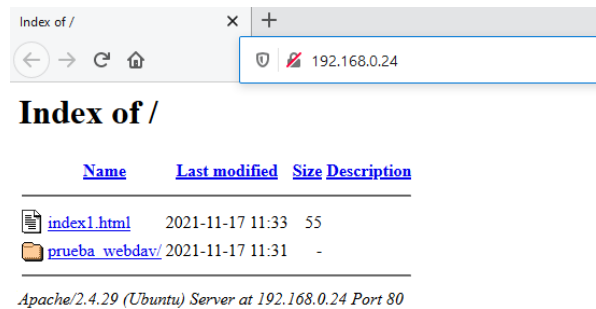 Index of /
192.168.0.24
Index of /
Name Last modified Size Description
index1.html 2021-11-17 11:33 55
prueba_webdav/ 2021-11-17 11:31 -
Apache/2.4.29 (Ubuntu) Server at 192.168.0.24 Port 80